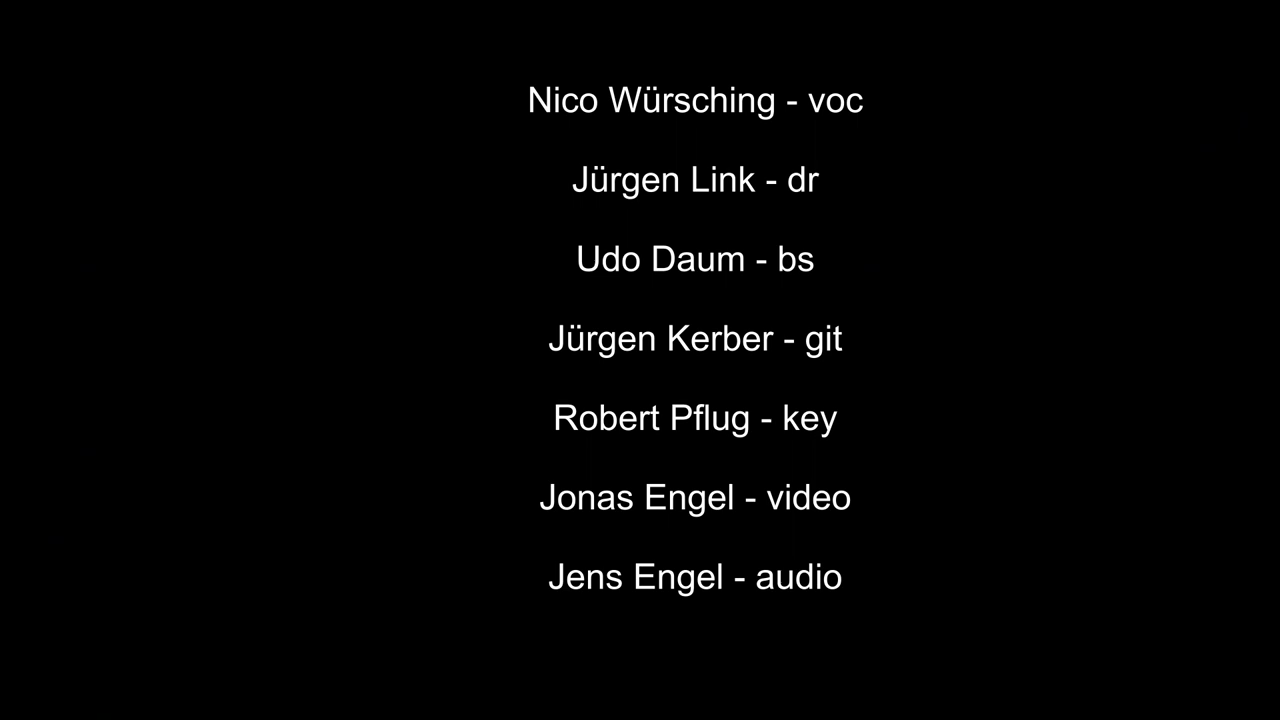 Nico Würsching - voc
Jürgen Link - dr
Udo Daum - bs
Jürgen Kerber - git
Robert Pflug - key
Jonas Engel - video
Jens Engel - audio